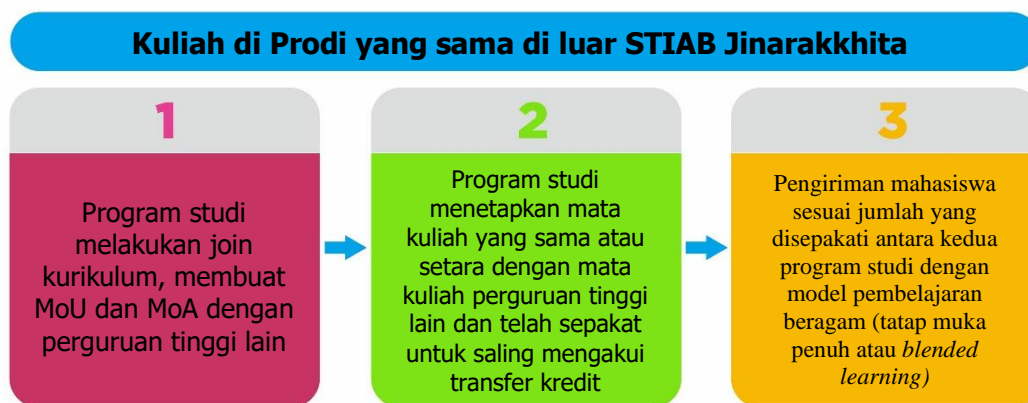 Kuliah di Prodi yang sama di luar STIAB Jinarakkhita
1
Program studi
melakukan join
kurikulum, membuat
MoU dan MoA dengan
perguruan tinggi lain
2
Program studi
menetapkan mata
kuliah yang sama atau
setara dengan mata
kuliah perguruan tinggi
lain dan telah sepakat
untuk saling mengakui
transfer kredit
3
Pengiriman mahasiswa
sesuai jumlah yang
disepakati antara kedua
program studi dengan
model pembelajaran
beragam (tatap muka
penuh atau blended
learning)